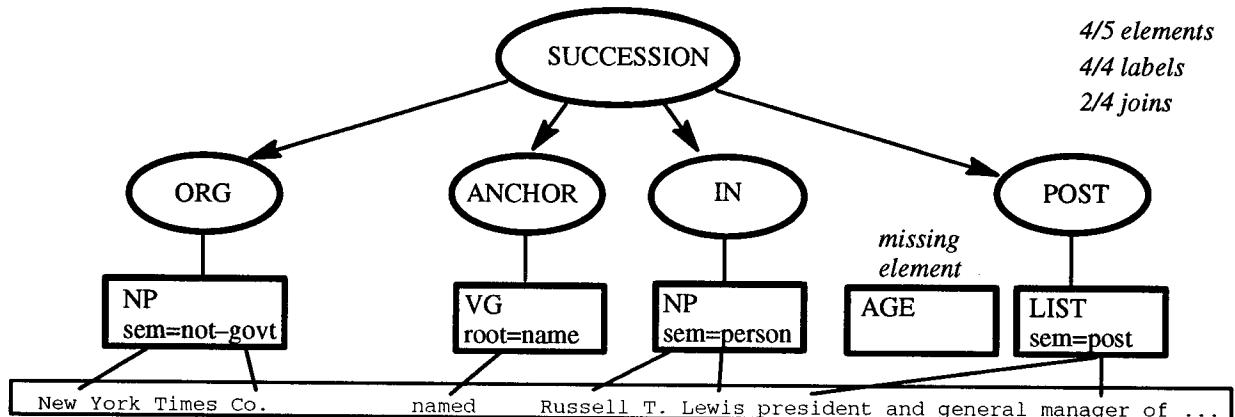 SUCCESSION
4/5 elements
4/4 labels
2/4 joins
ORG
ANCHOR
IN
POST
missing
element
NP
sem=not–govt
VG
root=name
NP
sem=person
AGE
LIST
sem=post
New York Times Co. named Russell T. Lewis president and general manager of ...